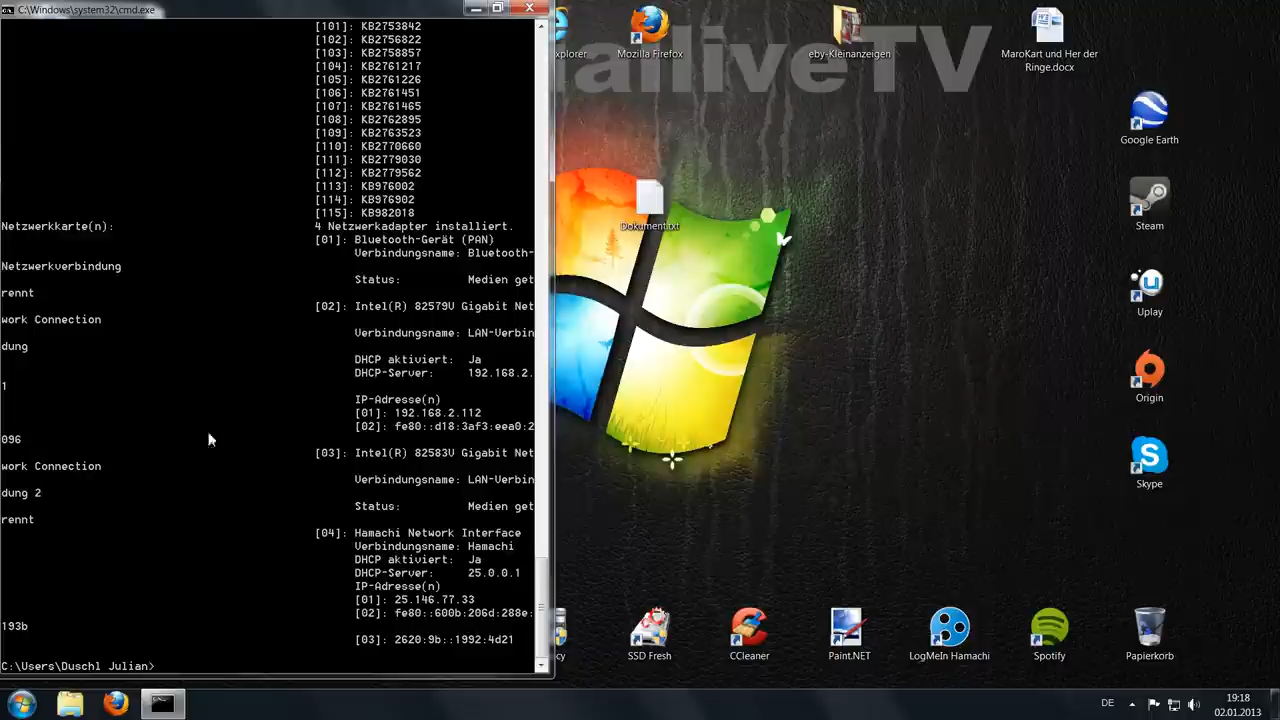 C:\Windows\system32\cmd.exe
[101]: KB2753842
[102]: KB2756822
[103]: KB2758857
[104]: KB2761217
[105]: KB2761226
[106]: KB2761451
[107]: KB2761465
[108]: KB2762895
[109]: KB2763523
[110]: KB2770660
[111]: KB2779030
[112]: KB2779562
[113]: KB976002
[114]: KB976902
[115]: KB982018
Netzwerkkarte(n): 4 Netzwerkadapter installiert.
[01]: Bluetooth-Gerät (PAN)
Verbindungsname: Bluetooth-
Netzwerkverbindung
Status: Medien get
rennt
[02]: Intel(R) 82579V Gigabit Net
work Connection
Verbindungsname: LAN-Verbin
dung
DHCP aktiviert: Ja
DHCP-Server: 192.168.2.
1
IP-Adresse(n)
[01]: 192.168.2.112
[02]: fe80::d18:3af3:eea0:2
096
[03]: Intel(R) 82583V Gigabit Net
work Connection
Verbindungsname: LAN-Verbin
dung 2
Status: Medien get
rennt
[04]: Hamachi Network Interface
Verbindungsname: Hamachi
DHCP aktiviert: Ja
DHCP-Server: 25.0.0.1
IP-Adresse(n)
[01]: 25.146.77.33
[02]: fe80::600b:206d:288e:
193b
[03]: 2620:9b::1992:4d21
C:\Users\Duschl Julian>
ailiveTV
xplorer
Mozilla Firefox
eby-Kleinanzeigen
MaroKart und Her der
Ringe.docx
Google Earth
Dokument.txt
Steam
Uplay
Origin
Skype
cy
SSD Fresh
CCleaner
Paint.NET
LogMeIn Hamachi
Spotify
Papierkorb
DE
19:18
02.01.2013